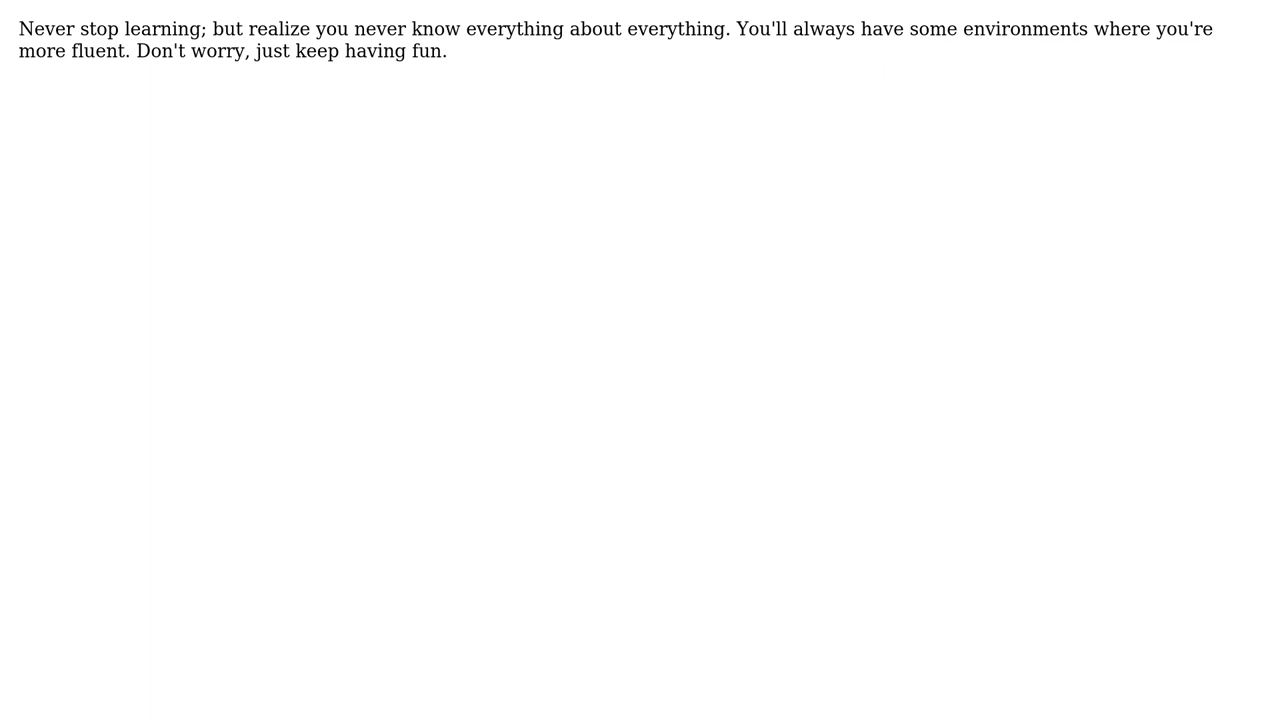 Never stop learning; but realize you never know everything about everything. You'll always have some environments where you're
more fluent. Don't worry, just keep having fun.